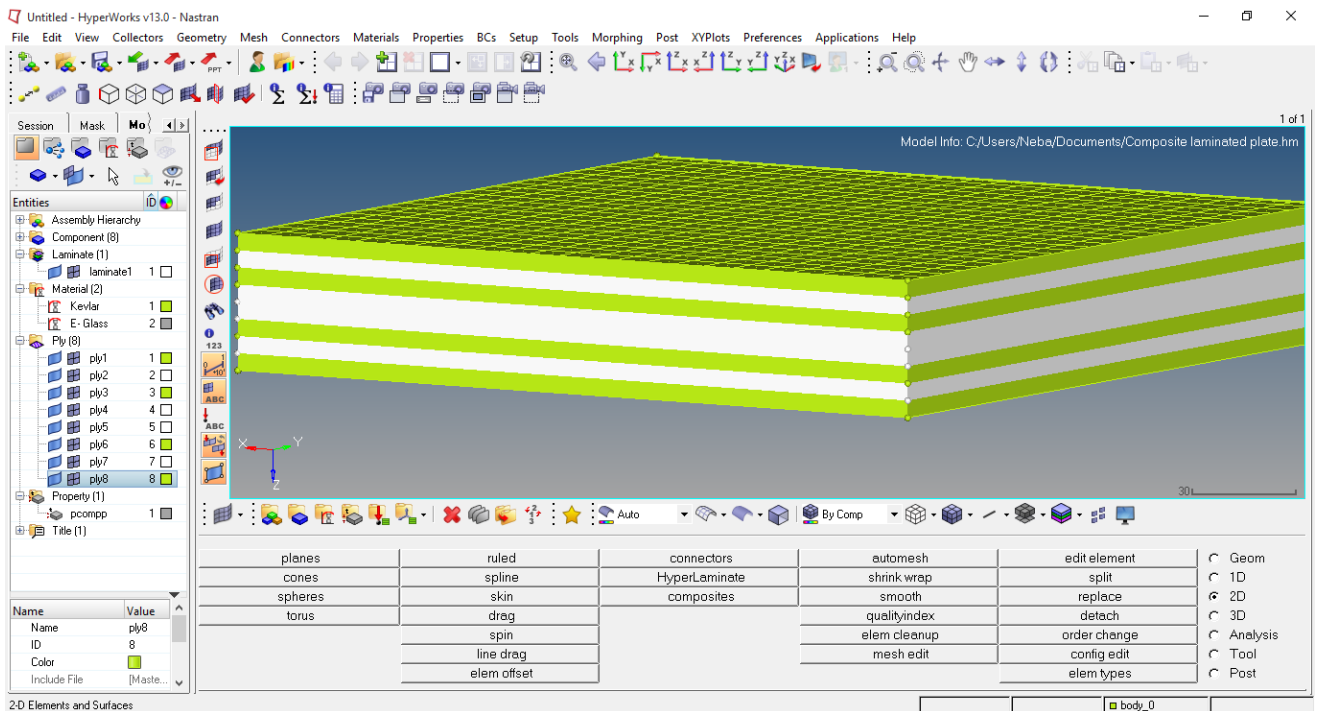 Untitled - HyperWorks v13.0 - Nastran
File Edit View Collectors Geometry Mesh Connectors Materials Properties BCs Setup Tools Morphing Post XYPlots Preferences Applications Help
Session Mask Mo
1 of 1
Model Info: C:/Users/Neba/Documents/Composite laminated plate.hm
Entities ID
Assembly Hierarchy
Component (8)
Laminate (1)
laminate1 1
Material (2)
Kevlar 1
E- Glass 2
Ply (8)
ply1 1
ply2 2
ply3 3
ply4 4
ply5 5
ply6 6
ply7 7
ply8 8
Property (1)
pcompp 1
Title (1)
123
ABC
ABC
X Y
Z
30
Auto By Comp
planes ruled connectors automesh edit element Geom
cones spline HyperLaminate shrink wrap split 1D
spheres skin composites smooth replace 2D
torus drag qualityindex detach 3D
spin elem cleanup order change Analysis
line drag mesh edit config edit Tool
elem offset elem types Post
Name Value
Name ply8
ID 8
Color
Include File [Maste...
2-D Elements and Surfaces body_0